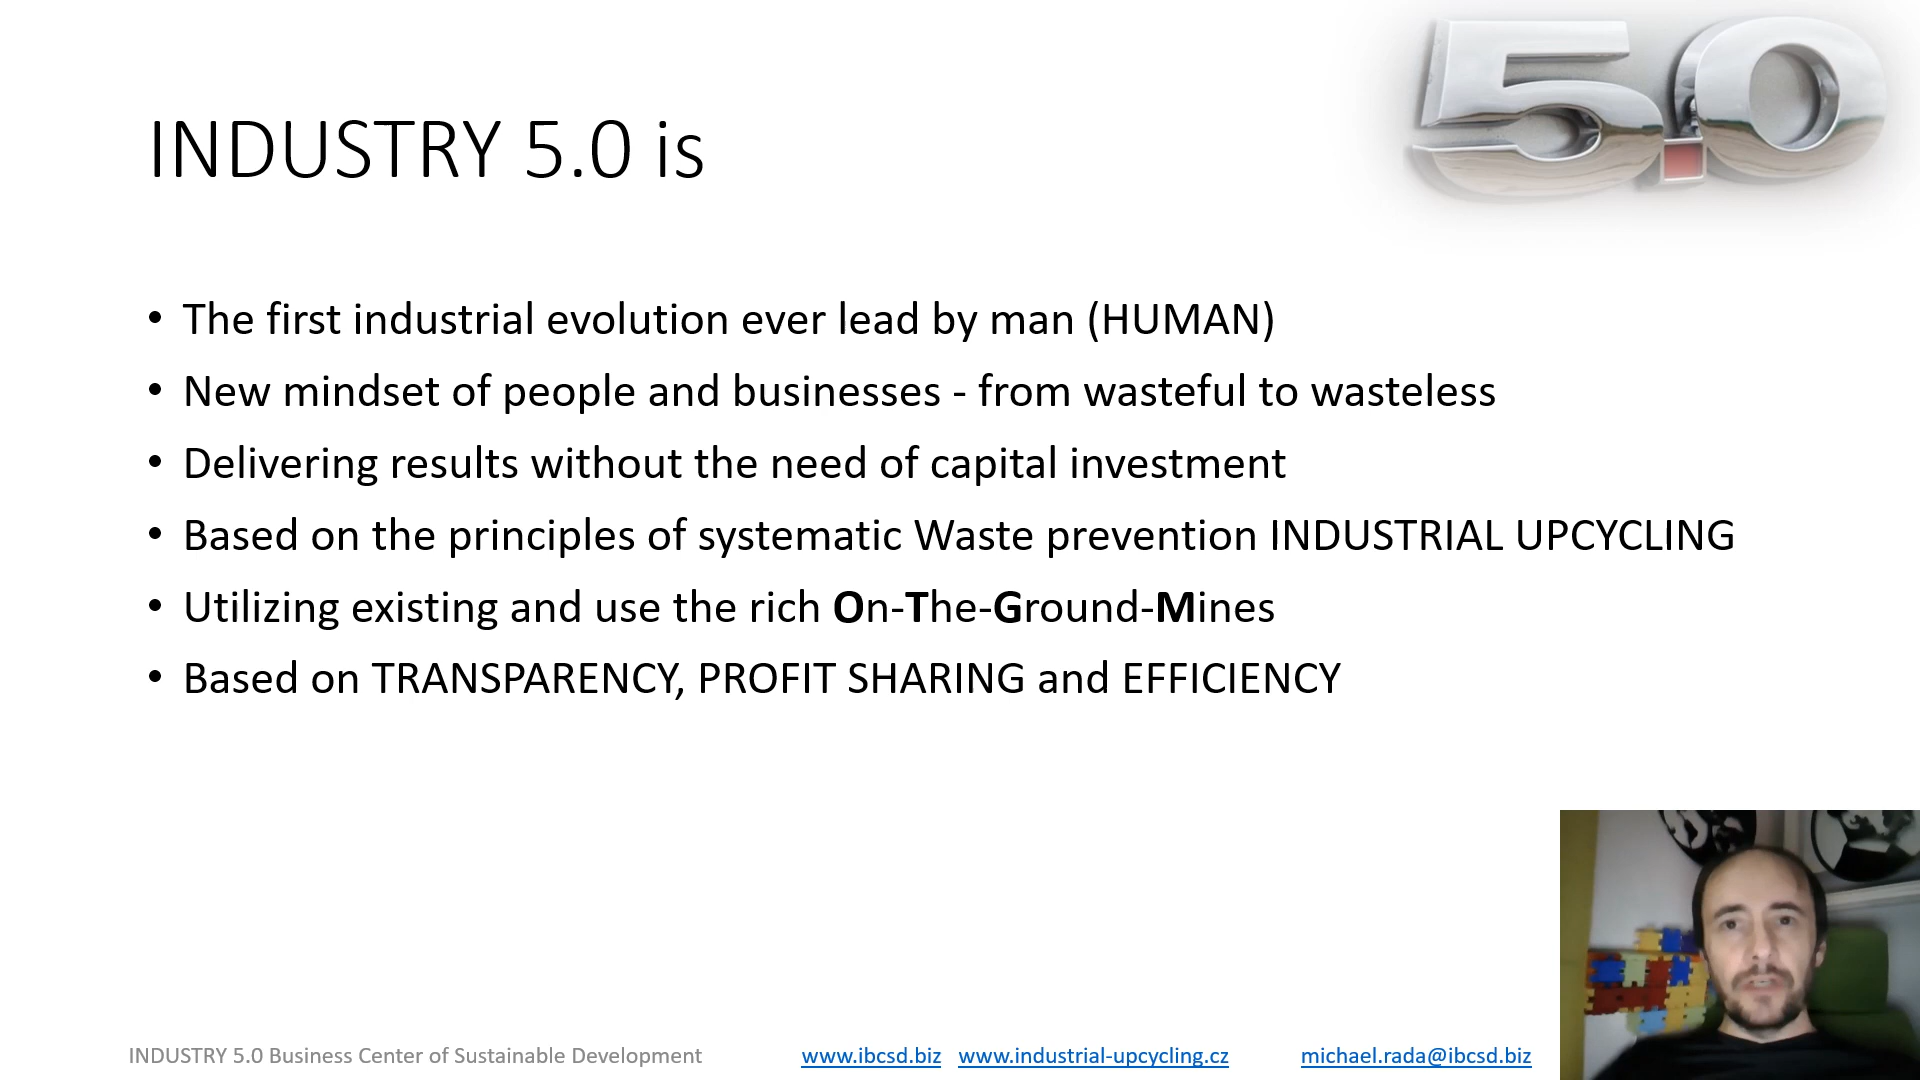 5.0
INDUSTRY 5.0 is
• The first industrial evolution ever lead by man (HUMAN)
• New mindset of people and businesses - from wasteful to wasteless
• Delivering results without the need of capital investment
• Based on the principles of systematic Waste prevention INDUSTRIAL UPCYCLING
• Utilizing existing and use the rich On-The-Ground-Mines
• Based on TRANSPARENCY, PROFIT SHARING and EFFICIENCY
INDUSTRY 5.0 Business Center of Sustainable Development www.ibcsd.biz www.industrial-upcycling.cz michael.rada@ibcsd.biz